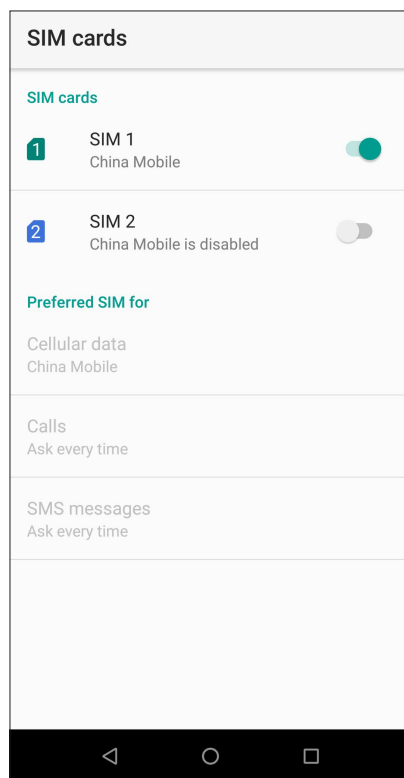 SIM cards
SIM cards
1
SIM 1
China Mobile
2
SIM 2
China Mobile is disabled
Preferred SIM for
Cellular data
China Mobile
Calls
Ask every time
SMS messages
Ask every time